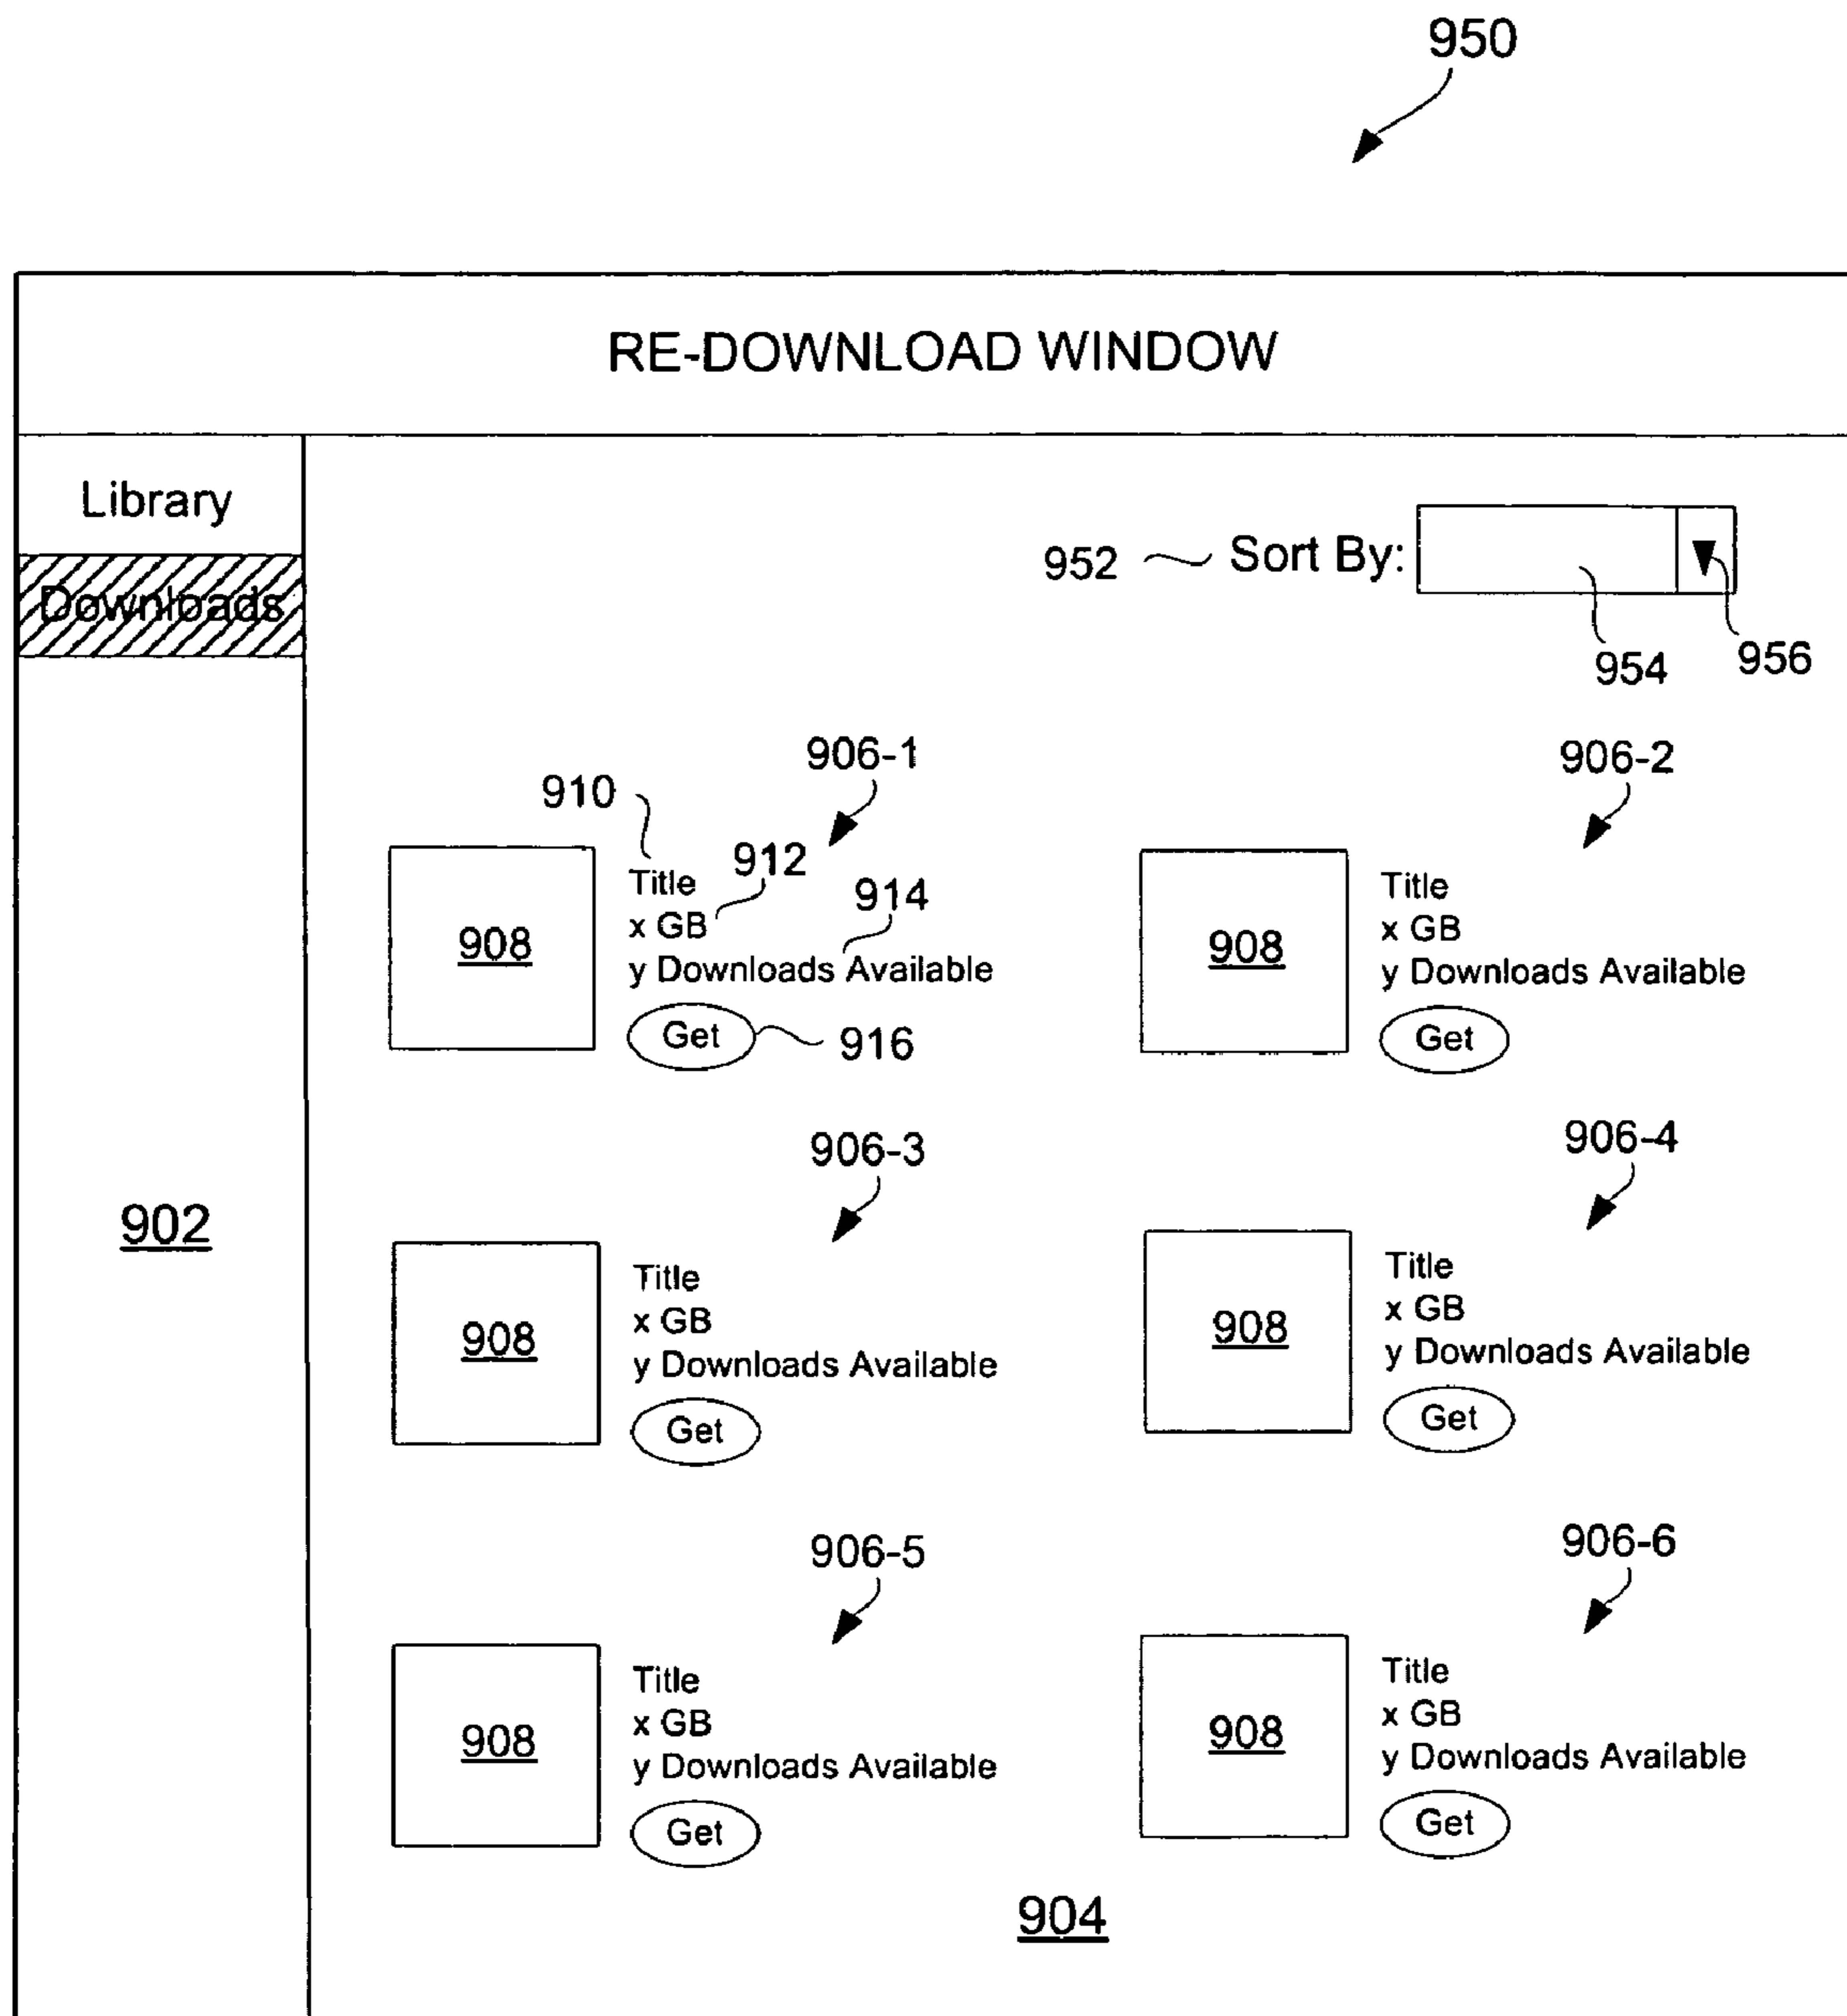 950
RE-DOWNLOAD WINDOW
Library
Downloads
952 Sort By:
954
956
906-1
906-2
910
912
914
908
Title
x GB
y Downloads Available
Get
916
908
Title
x GB
y Downloads Available
Get
902
906-3
906-4
908
Title
x GB
y Downloads Available
Get
908
Title
x GB
y Downloads Available
Get
906-5
906-6
908
Title
x GB
y Downloads Available
Get
908
Title
x GB
y Downloads Available
Get
904